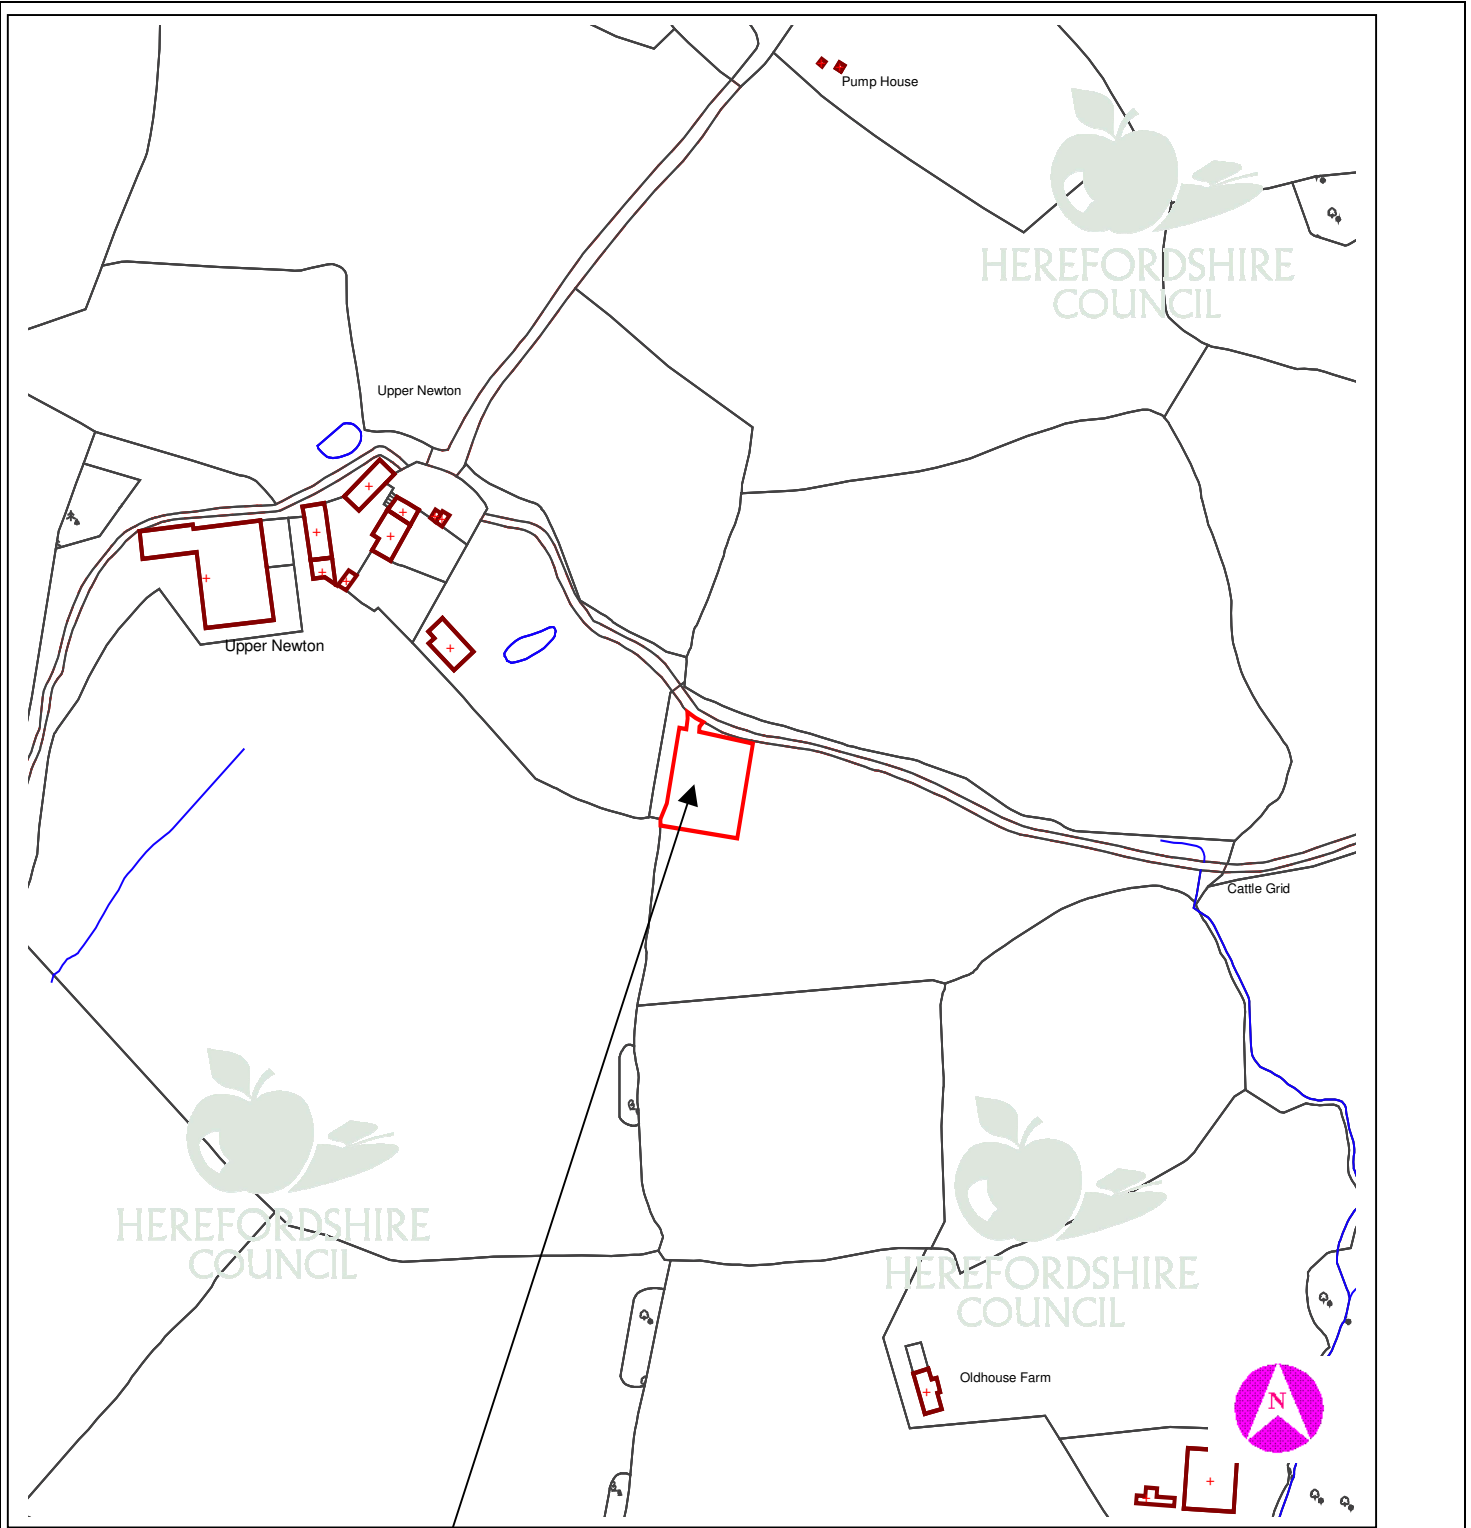 Pump House
HEREFORDSHIRE
COUNCIL
Upper Newton
Upper Newton
Cattle Grid
HEREFORDSHIRE
COUNCIL
HEREFORDSHIRE
COUNCIL
Oldhouse Farm
N